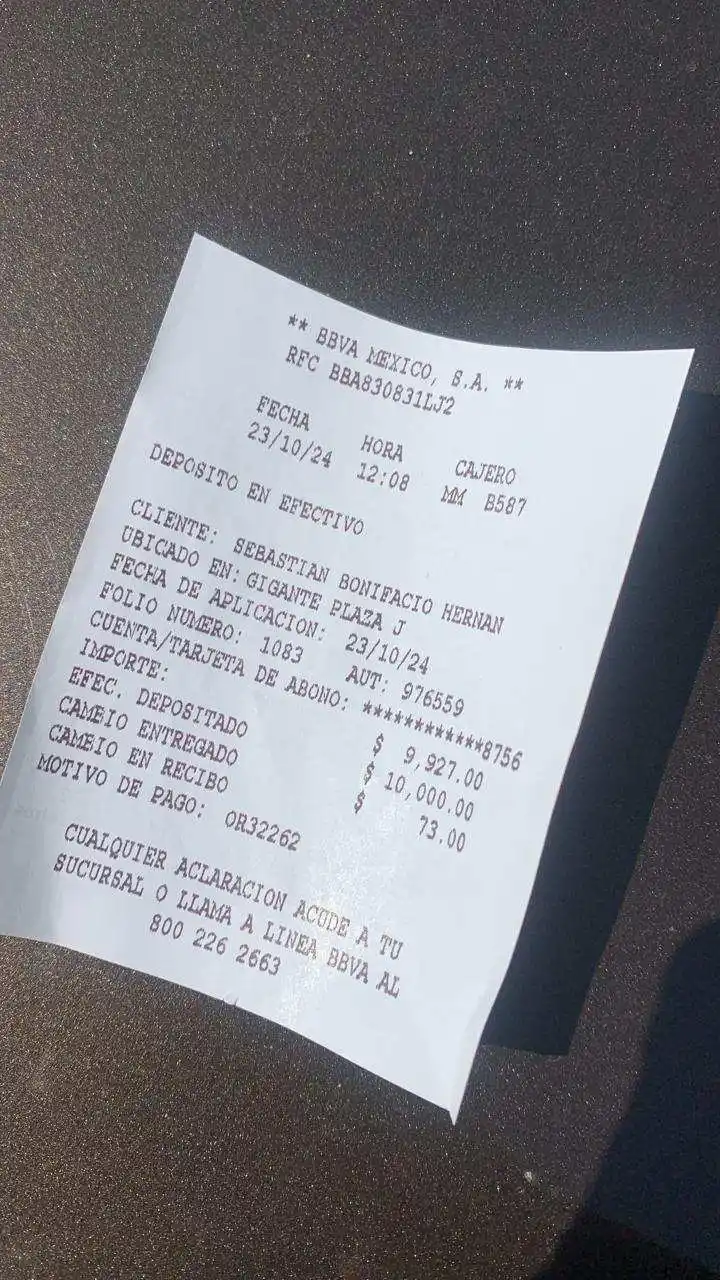 ** BBVA MEXICO, S.A. **
RFC BBA830831LJ2
FECHA HORA CAJERO
23/10/24 12:08 MM B587
DEPOSITO EN EFECTIVO
CLIENTE: SEBASTIAN BONIFACIO HERNAN
UBICADO EN: GIGANTE PLAZA J
FECHA DE APLICACION: 23/10/24
FOLIO NUMERO: 1083 AUT: 976559
CUENTA/TARJETA DE ABONO: ************8756
IMPORTE: $ 9,927.00
EFEC. DEPOSITADO $ 10,000.00
CAMBIO ENTREGADO $ 73.00
CAMBIO EN RECIBO
MOTIVO DE PAGO: OR32262
CUALQUIER ACLARACION ACUDE A TU
SUCURSAL O LLAMA A LINEA BBVA AL
800 226 2663